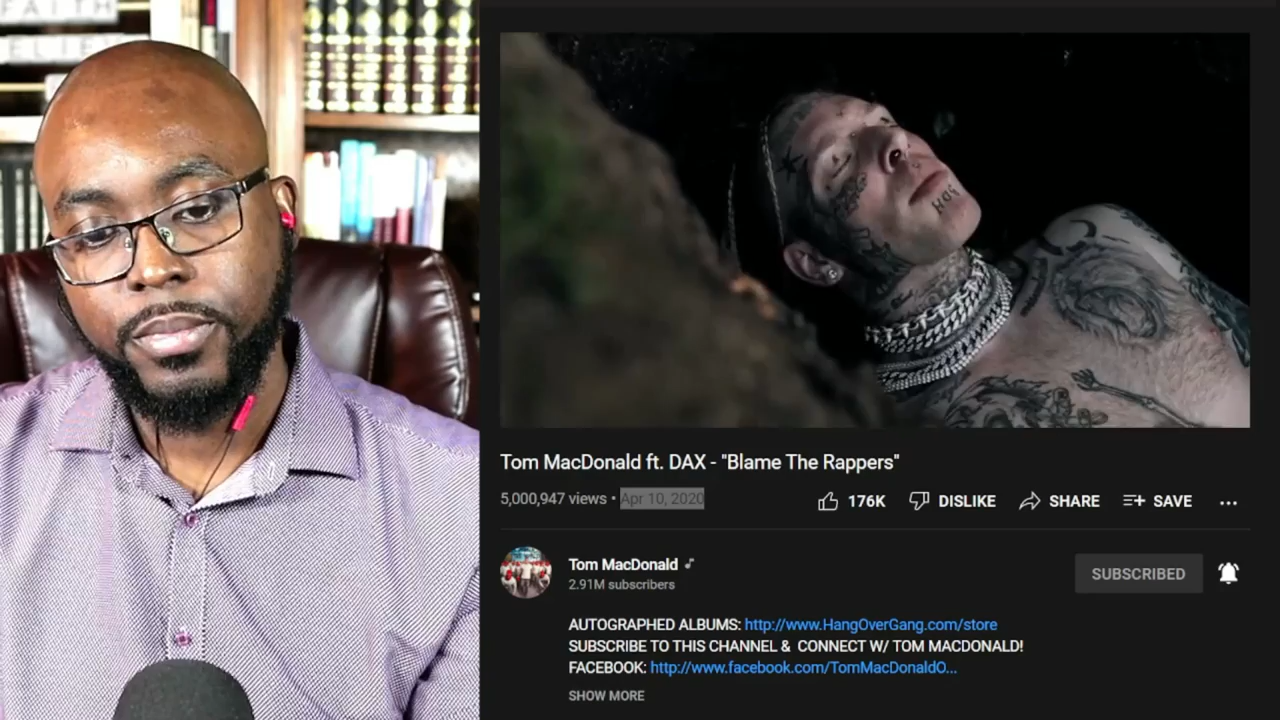 FAITH
Tom MacDonald ft. DAX - "Blame The Rappers"
5,000,947 views • Apr 10, 2020
176K DISLIKE SHARE SAVE ...
Tom MacDonald
2.91M subscribers
SUBSCRIBED
AUTOGRAPHED ALBUMS: http://www.HangOverGang.com/store
SUBSCRIBE TO THIS CHANNEL & CONNECT W/ TOM MACDONALD!
FACEBOOK: http://www.facebook.com/TomMacDonaldO...
SHOW MORE